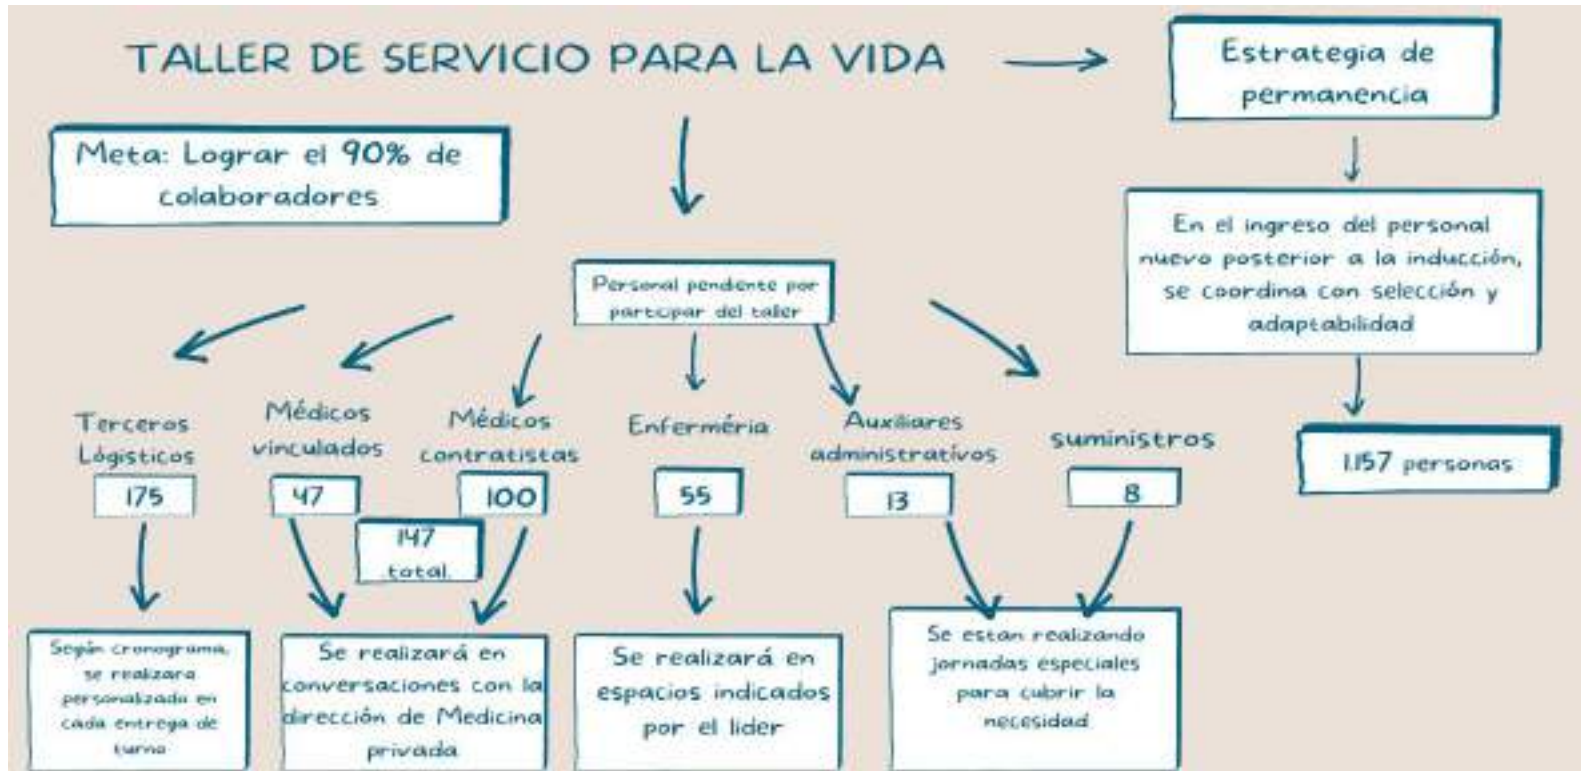 TALLER DE SERVICIO PARA LA VIDA
Estrategia de
permanencia
Meta: Lograr el 90% de
colaboradores
En el ingreso del personal
nuevo posterior a la inducción,
se coordina con selección y
adaptabilidad
1.157 personas
Personal pendiente por
participar del taller
Terceros
Lógisticos
175
Médicos
vinculados
47
Médicos
contratistas
100
147
total.
Enferméria
55
Auxiliares
administrativos
13
suministros
8
Según cronograma,
se realizara
personalizado en
cada entrega de
turno
Se realizará en
conversaciones con la
dirección de Medicina
privada
Se realizará en
espacios indicados
por el lider
Se estan realizando
jornadas especiales
para cubrir la
necesidad